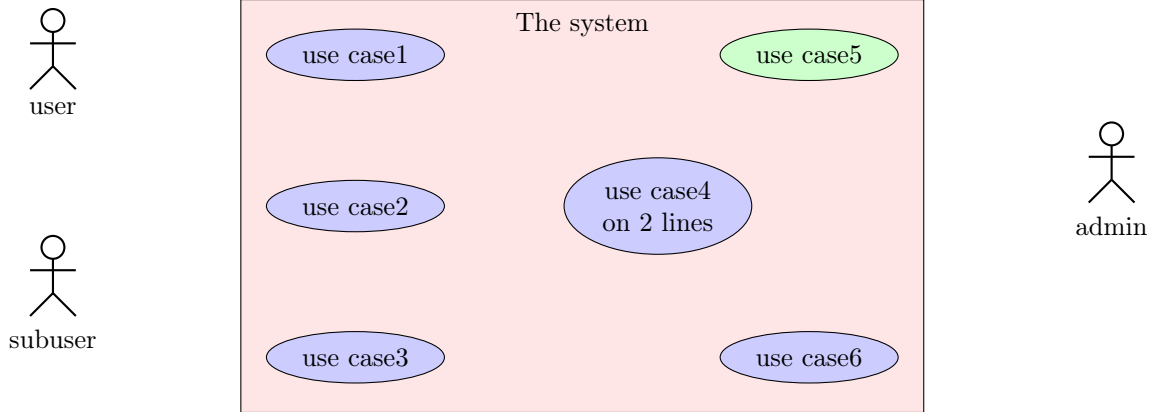 The system
user
use case1
use case5
use case2
use case4
on 2 lines
admin
subuser
use case3
use case6